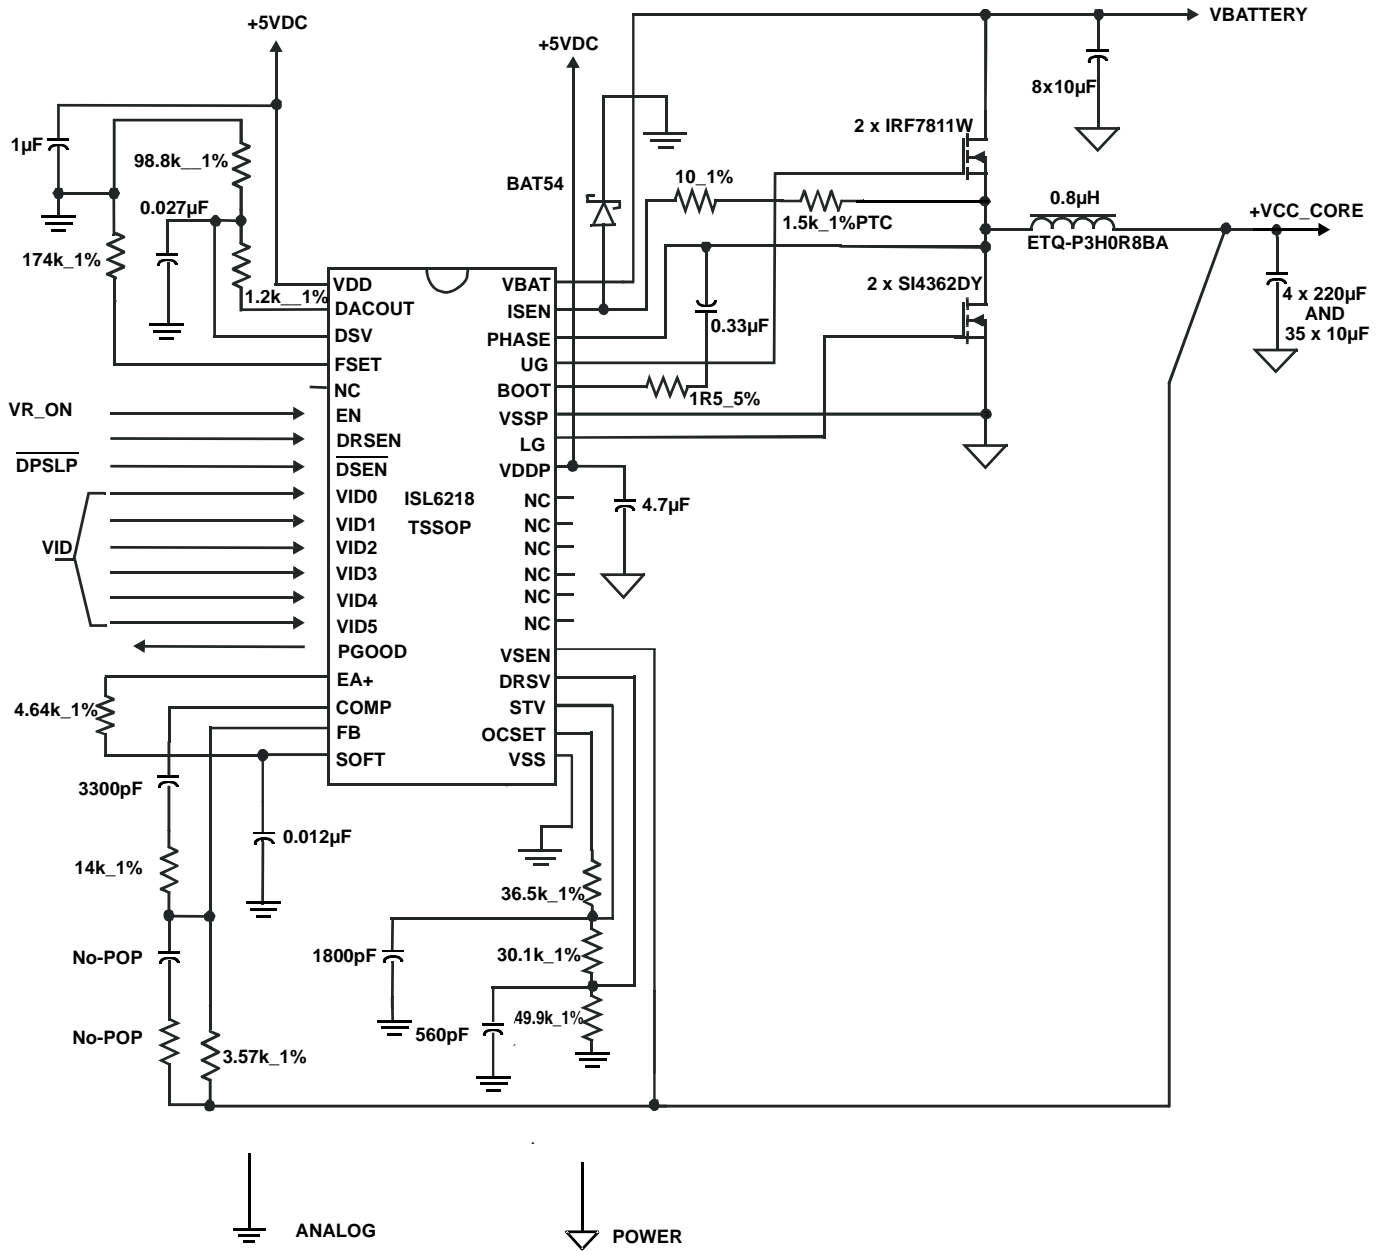 +5VDC
VBATTERY
+5VDC
8x10µF
2 x IRF7811W
1µF
98.8k__1%
BAT54
10_1%
0.8µH
0.027µF
1.5k_1%PTC
+VCC_CORE
ETQ-P3H0R8BA
174k_1%
2 x SI4362DY
1.2k__1%
4 x 220µF
AND
35 x 10µF
0.33µF
1R5_5%
VDD
DACOUT
DSV
FSET
NC
EN
DRSEN
DSEN
VID0
VID1
VID2
VID3
VID4
VID5
PGOOD
EA+
COMP
FB
SOFT
ISL6218
TSSOP
VBAT
ISEN
PHASE
UG
BOOT
VSSP
LG
VDDP
NC
NC
NC
NC
NC
NC
VSEN
DRSV
STV
OCSET
VSS
VR_ON
DPSLP
VID
4.7µF
4.64k_1%
3300pF
0.012µF
14k_1%
36.5k_1%
No-POP
1800pF
30.1k_1%
No-POP
560pF
49.9k_1%
3.57k_1%
ANALOG
POWER